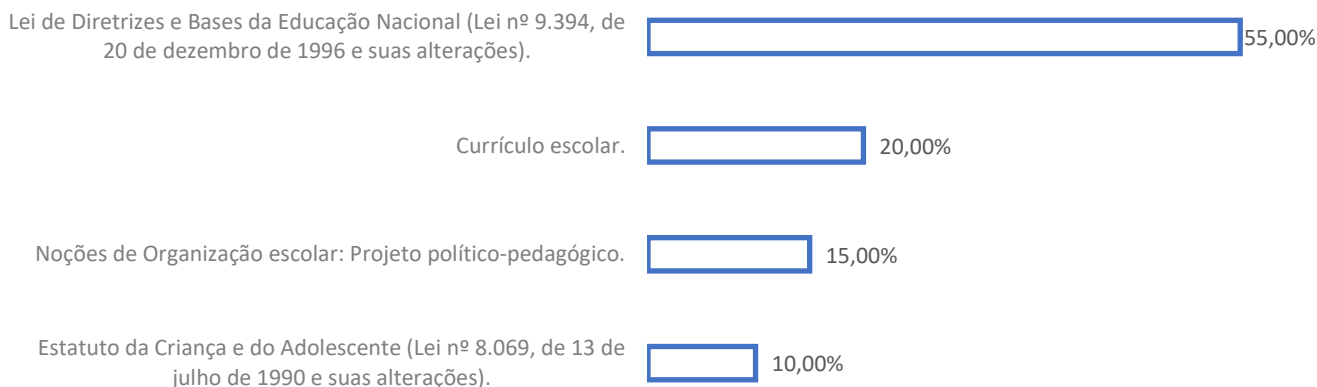 Lei de Diretrizes e Bases da Educação Nacional (Lei nº 9.394, de
20 de dezembro de 1996 e suas alterações).
55,00%
Currículo escolar.
20,00%
Noções de Organização escolar: Projeto político-pedagógico.
15,00%
Estatuto da Criança e do Adolescente (Lei nº 8.069, de 13 de
julho de 1990 e suas alterações).
10,00%